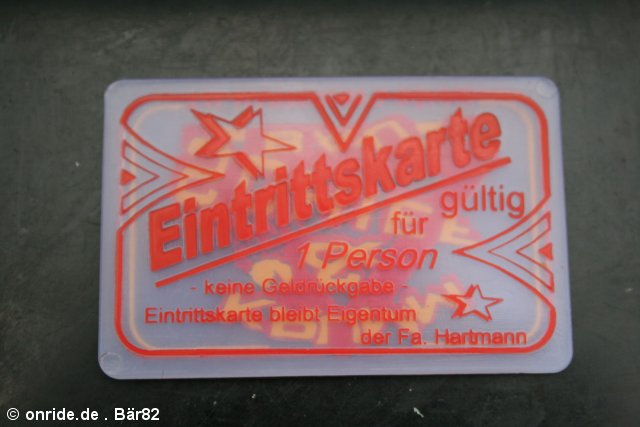 Eintrittskarte
gültig
für
1 Person
- keine Geldrückgabe -
Eintrittskarte bleibt Eigentum
der Fa. Hartmann
© onride.de . Bär82